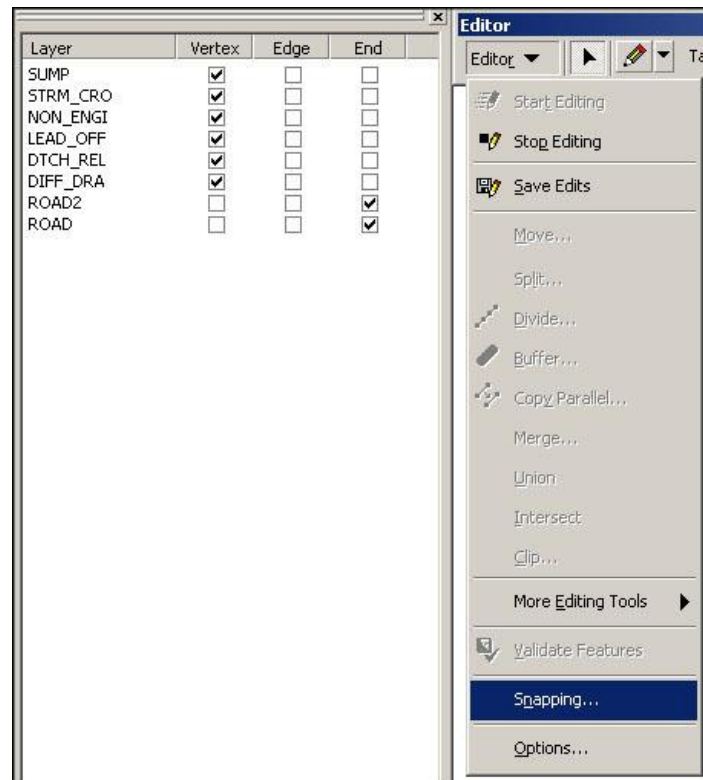 Layer Vertex Edge End
SUMP
STRM_CRO
NON_ENGI
LEAD_OFF
DTCH_REL
DIFF_DRA
ROAD2
ROAD
Editor
Editor
Start Editing
Stop Editing
Save Edits
Move...
Split...
Divide...
Buffer...
Copy Parallel...
Merge...
Union
Intersect
Clip...
More Editing Tools
Validate Features
Snapping...
Options...